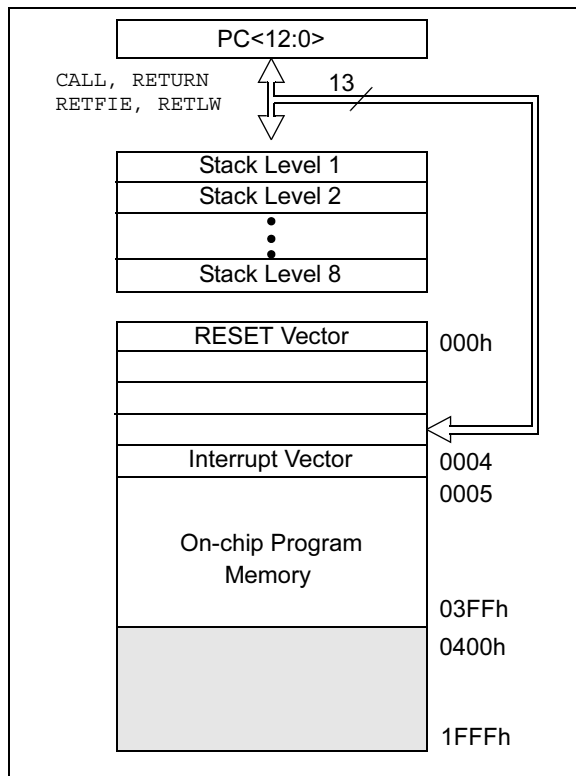 PC<12:0>
CALL, RETURN
RETFIE, RETLW
13
Stack Level 1
Stack Level 2
Stack Level 8
RESET Vector
000h
Interrupt Vector
0004
0005
On-chip Program
Memory
03FFh
0400h
1FFFh